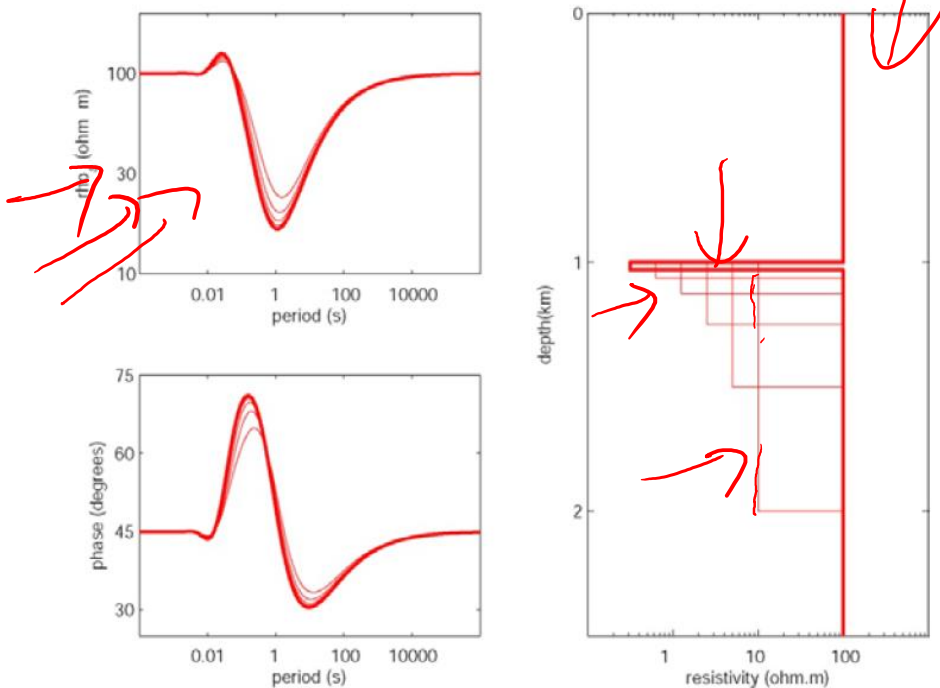 100
30
10
rho (ohm m)
0.01 1 100 10000
period (s)
75
60
45
30
phase (degrees)
0.01 1 100 10000
period (s)
0
1
2
depth(km)
1 10 100
resistivity (ohm.m)